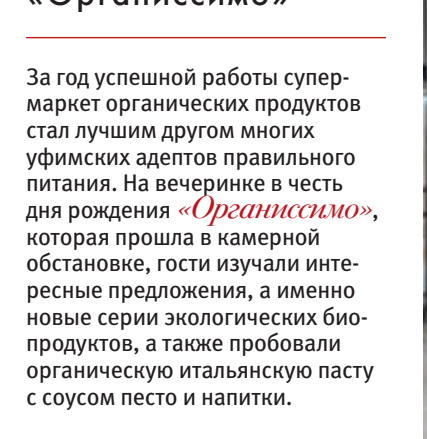 «Органиссимо»
За год успешной работы супер-
маркет органических продуктов
стал лучшим другом многих
уфимских адептов правильного
питания. На вечеринке в честь
дня рождения «Органиссимо»,
которая прошла в камерной
обстановке, гости изучали инте-
ресные предложения, а именно
новые серии экологических био-
продуктов, а также пробовали
органическую итальянскую пасту
с соусом песто и напитки.